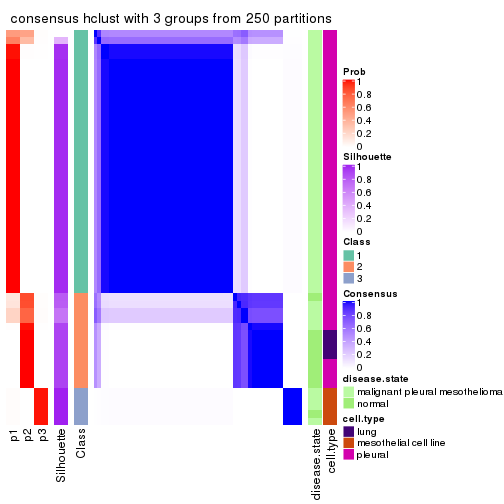 consensus hclust with 3 groups from 250 partitions
Prob
1
0.8
0.6
0.4
0.2
0
Silhouette
1
0.8
0.6
0.4
0.2
0
Class
1
2
3
Consensus
1
0.8
0.6
0.4
0.2
0
disease.state
malignant pleural mesothelioma
normal
cell.type
lung
mesothelial cell line
pleural
p1
p2
p3
Silhouette
Class
disease.state
cell.type